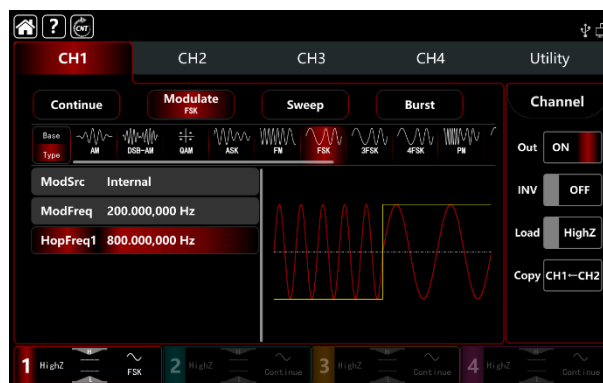 ? CNT
CH1 CH2 CH3 CH4 Utility
Continue Modulate FSK Sweep Burst Channel
Base Type AM DSB-AM QAM ASK FM FSK 3FSK 4FSK PM
Out ON
ModSrc Internal
INV OFF
ModFreq 200.000,000 Hz
Load HighZ
HopFreq1 800.000,000 Hz
Copy CH1←CH2
1 HighZ H L FSK 2 HighZ Continue 3 HighZ Continue 4 HighZ Continue